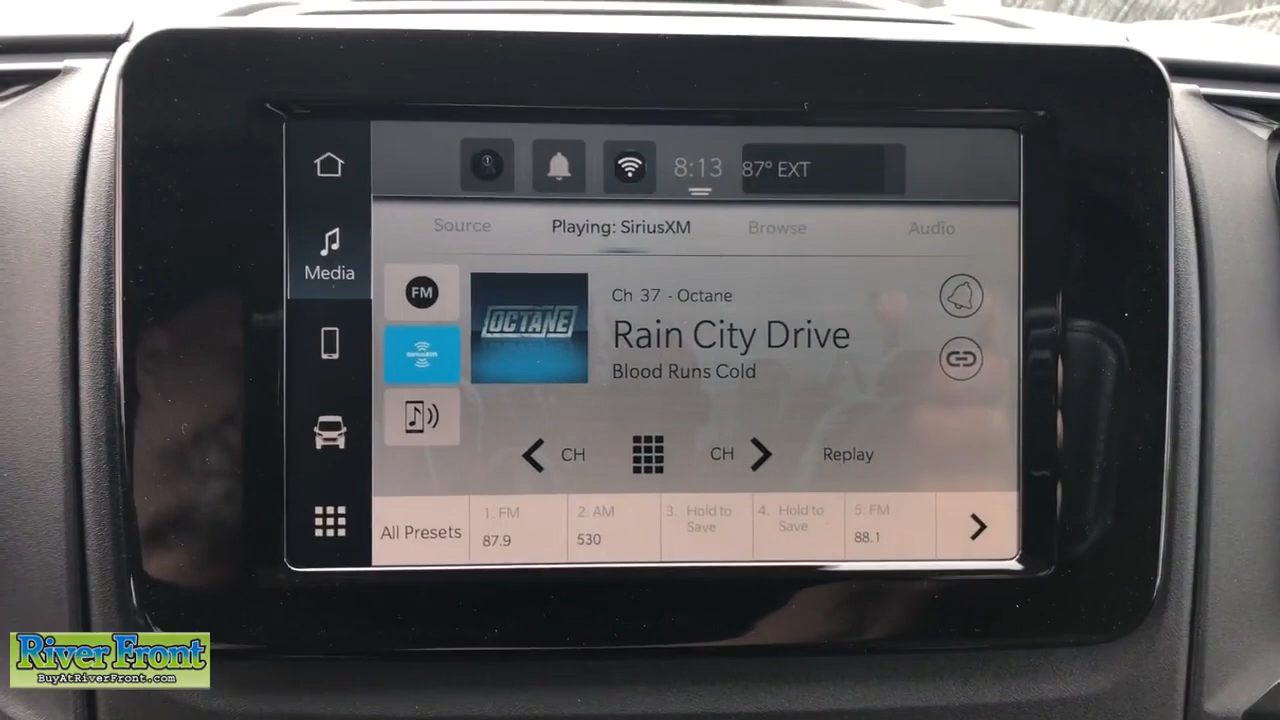 8:13
87° EXT
Source
Playing: SiriusXM
Browse
Audio
Media
FM
SiriusXM
OCTANE
Ch 37 - Octane
Rain City Drive
Blood Runs Cold
CH
CH
Replay
All Presets
1. FM
87.9
2. AM
530
3. Hold to
Save
4. Hold to
Save
5. FM
88.1
River Front
BuyAtRiverFront.com